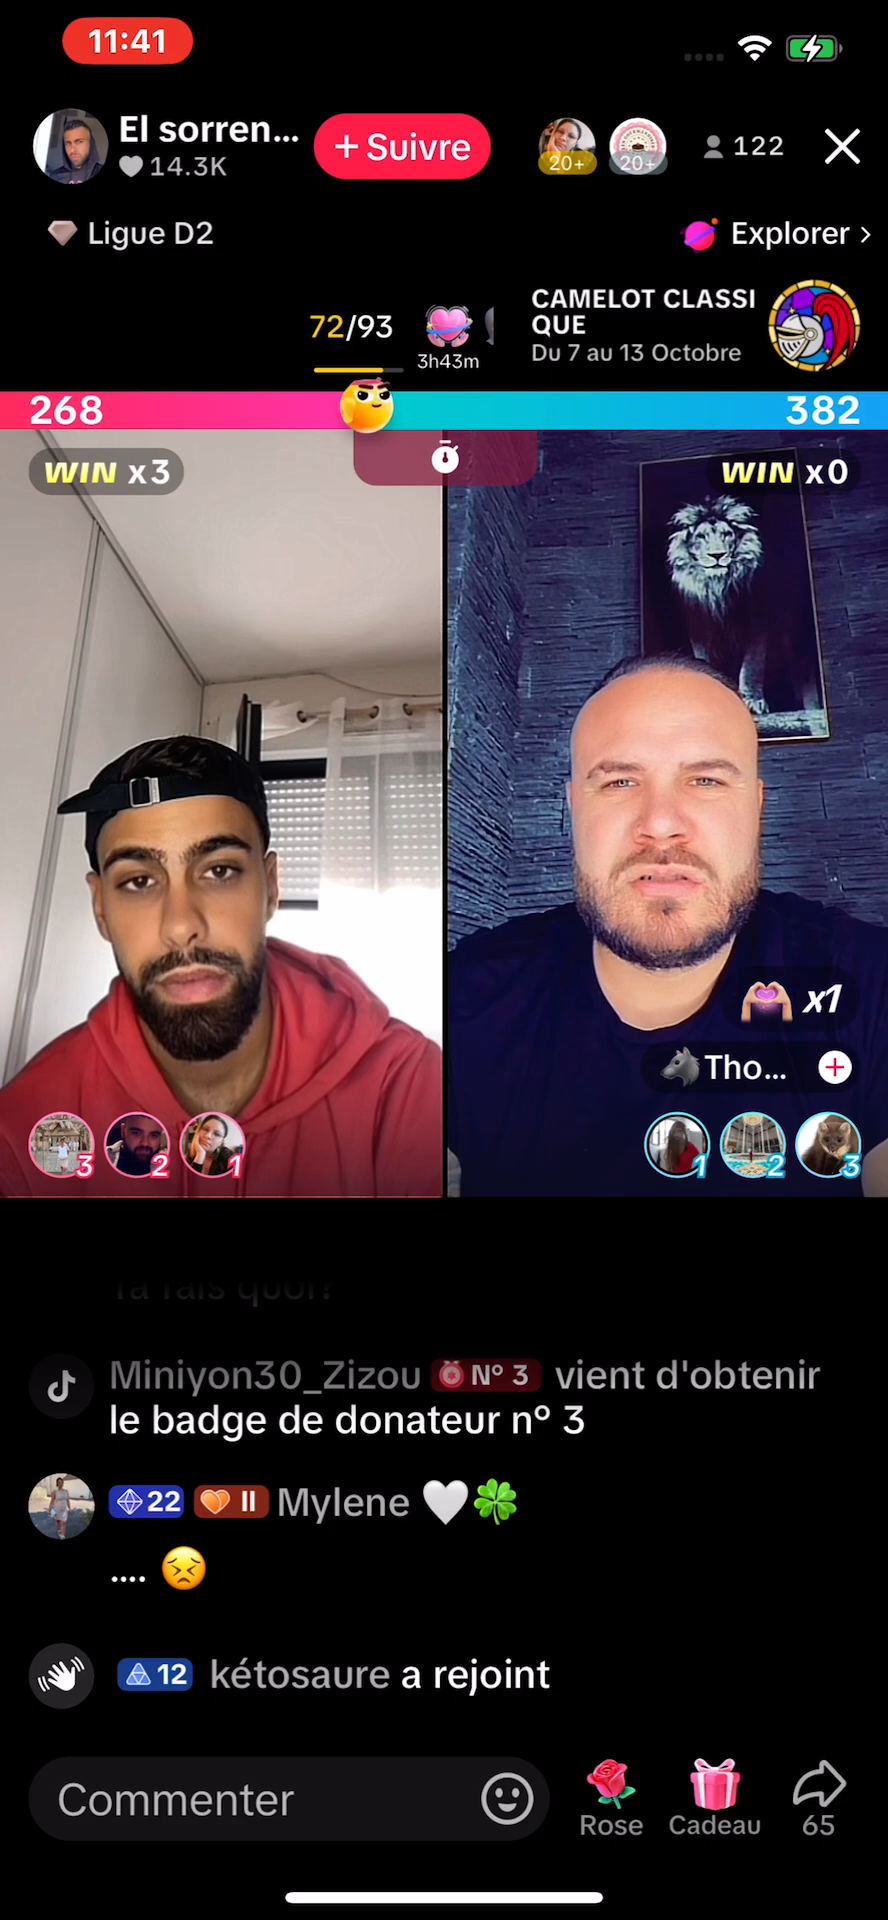 11:41
El sorren...
14.3K
+ Suivre
20+
20+
122
Ligue D2
Explorer >
72/93
3h43m
CAMELOT CLASSI
QUE
Du 7 au 13 Octobre
268
382
WIN x3
WIN x0
x1
Tho...
3
2
1
1
2
3
Ta fais quoi?
Miniyon30_Zizou N° 3 vient d'obtenir
le badge de donateur n° 3
22 II Mylene 🤍🍀
.... 😣
12 kétosaure a rejoint
Commenter
Rose
Cadeau
65